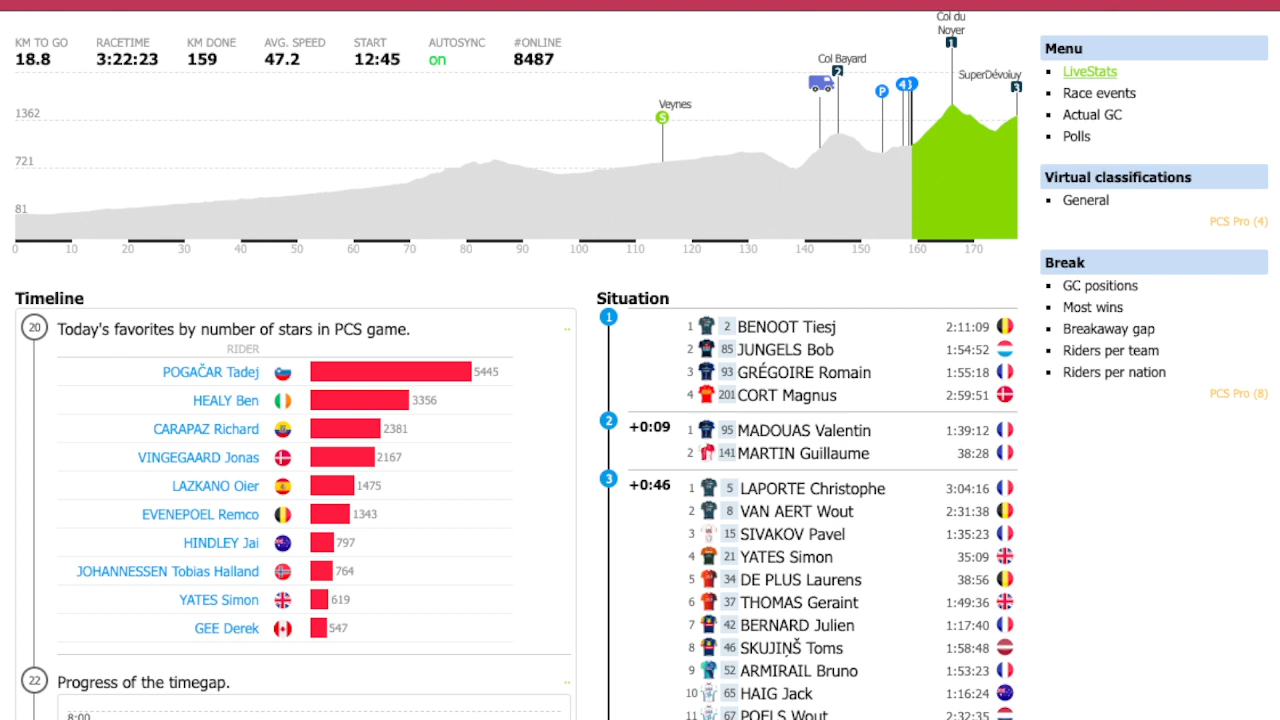 KM TO GO RACETIME KM DONE AVG. SPEED START AUTOSYNC #ONLINE
18.8 3:22:23 159 47.2 12:45 on 8487
Col du
Noyer
1
Col Bayard
2
SuperDévoluy
3
Veynes
S
P
4
3
1362
721
81
0 10 20 30 40 50 60 70 80 90 100 110 120 130 140 150 160 170
Menu
LiveStats
Race events
Actual GC
Polls
Virtual classifications
General
PCS Pro (4)
Break
GC positions
Most wins
Breakaway gap
Riders per team
Riders per nation
PCS Pro (8)
Timeline
20 Today's favorites by number of stars in PCS game. ..
RIDER
POGAČAR Tadej 5445
HEALY Ben 3356
CARAPAZ Richard 2381
VINGEGAARD Jonas 2167
LAZKANO Oier 1475
EVENEPOEL Remco 1343
HINDLEY Jai 797
JOHANNESSEN Tobias Halland 764
YATES Simon 619
GEE Derek 547
22 Progress of the timegap. ..
8:00
Situation
1
1 2 BENOOT Tiesj 2:11:09
2 85 JUNGELS Bob 1:54:52
3 93 GRÉGOIRE Romain 1:55:18
4 201 CORT Magnus 2:59:51
2 +0:09
1 95 MADOUAS Valentin 1:39:12
2 141 MARTIN Guillaume 38:28
3 +0:46
1 5 LAPORTE Christophe 3:04:16
2 8 VAN AERT Wout 2:31:38
3 15 SIVAKOV Pavel 1:35:23
4 21 YATES Simon 35:09
5 34 DE PLUS Laurens 38:56
6 37 THOMAS Geraint 1:49:36
7 42 BERNARD Julien 1:17:40
8 46 SKUJIŅŠ Toms 1:58:48
9 52 ARMIRAIL Bruno 1:53:23
10 65 HAIG Jack 1:16:24
11 67 POELS Wout 2:32:35